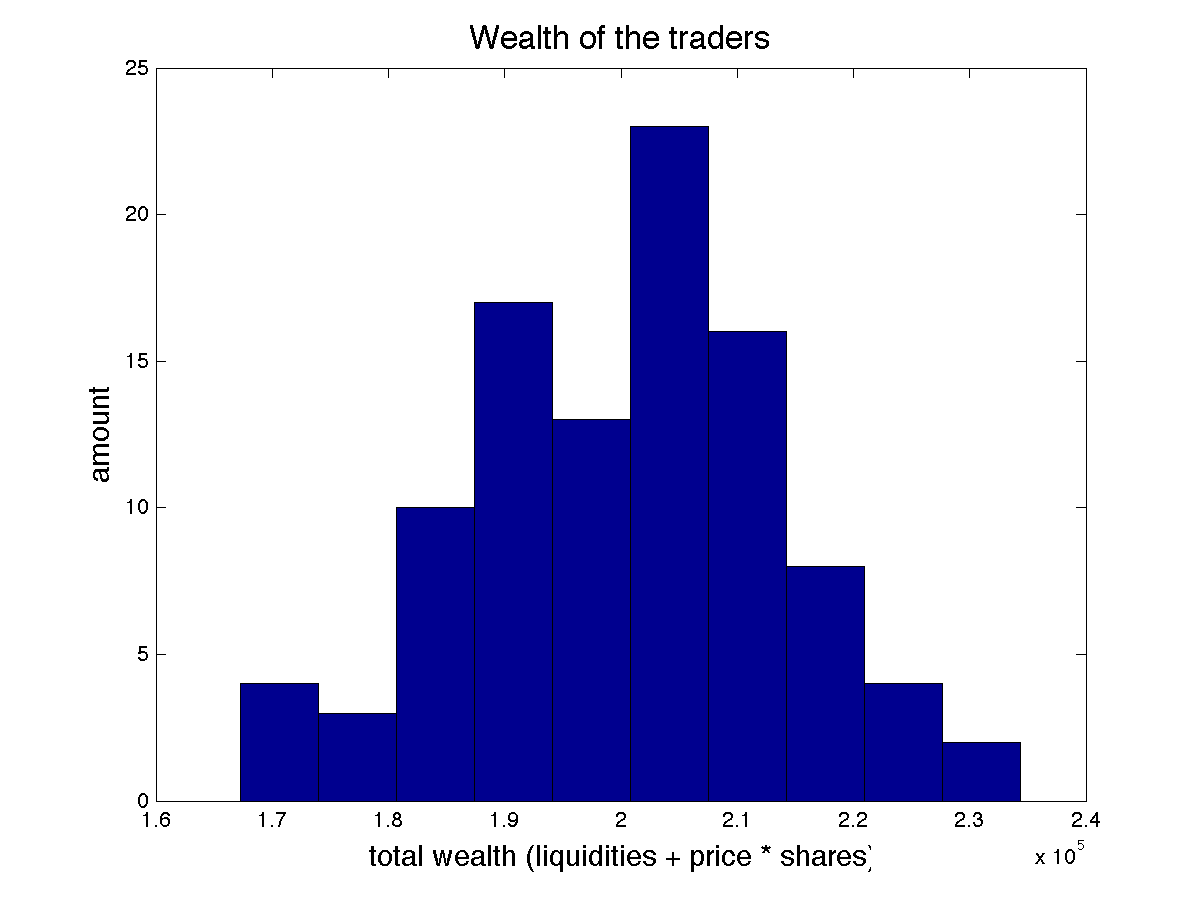 Wealth of the traders
25
20
15
10
5
0
amount
1.6 1.7 1.8 1.9 2 2.1 2.2 2.3 2.4
total wealth (liquidities + price * shares)
x 10^5